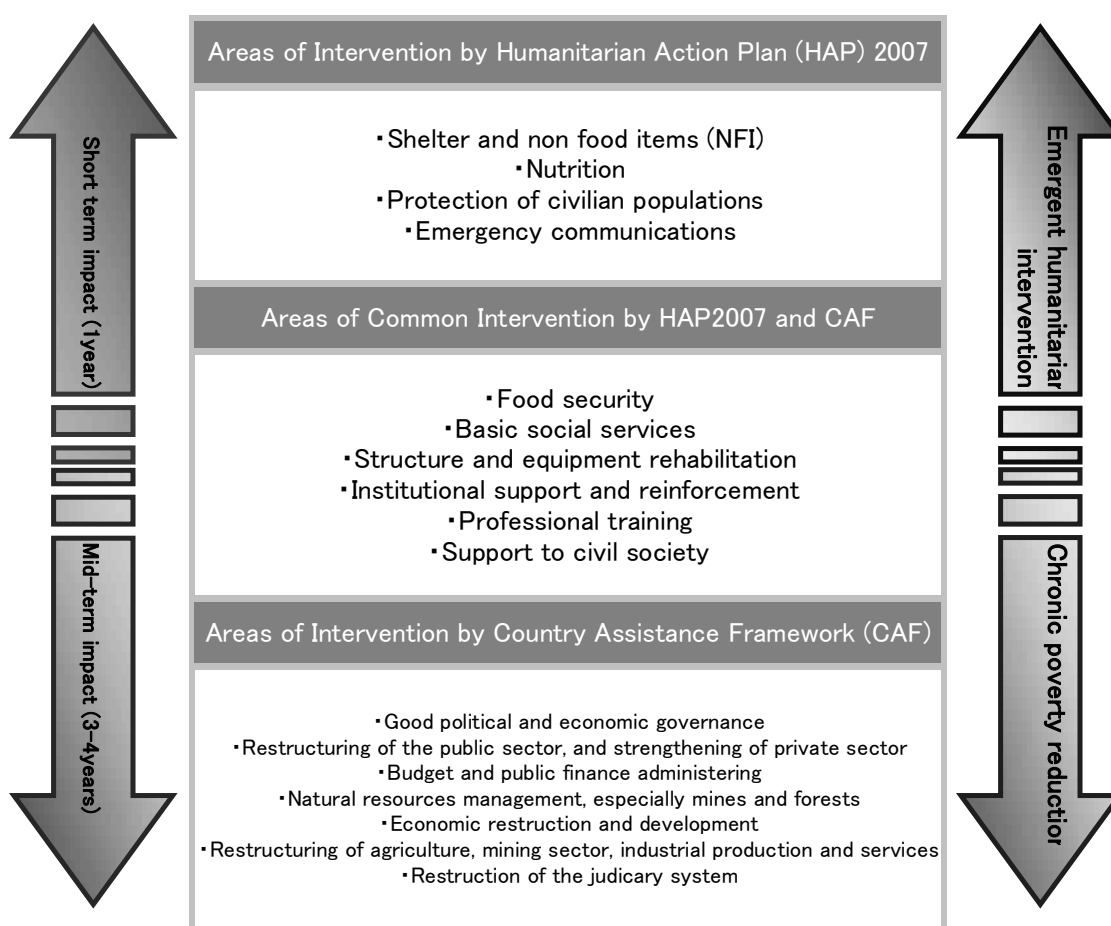 Areas of Intervention by Humanitarian Action Plan (HAP) 2007
・Shelter and non food items (NFI)
・Nutrition
・Protection of civilian populations
・Emergency communications
Areas of Common Intervention by HAP2007 and CAF
・Food security
・Basic social services
・Structure and equipment rehabilitation
・Institutional support and reinforcement
・Professional training
・Support to civil society
Areas of Intervention by Country Assistance Framework (CAF)
・Good political and economic governance
・Restructuring of the public sector, and strengthening of private sector
・Budget and public finance administering
・Natural resources management, especially mines and forests
・Economic restruction and development
・Restructuring of agriculture, mining sector, industrial production and services
・Restruction of the judicary system
Short term impact (1year)
Mid-term impact (3-4years)
Emergent humanitarian
intervention
Chronic poverty reduction